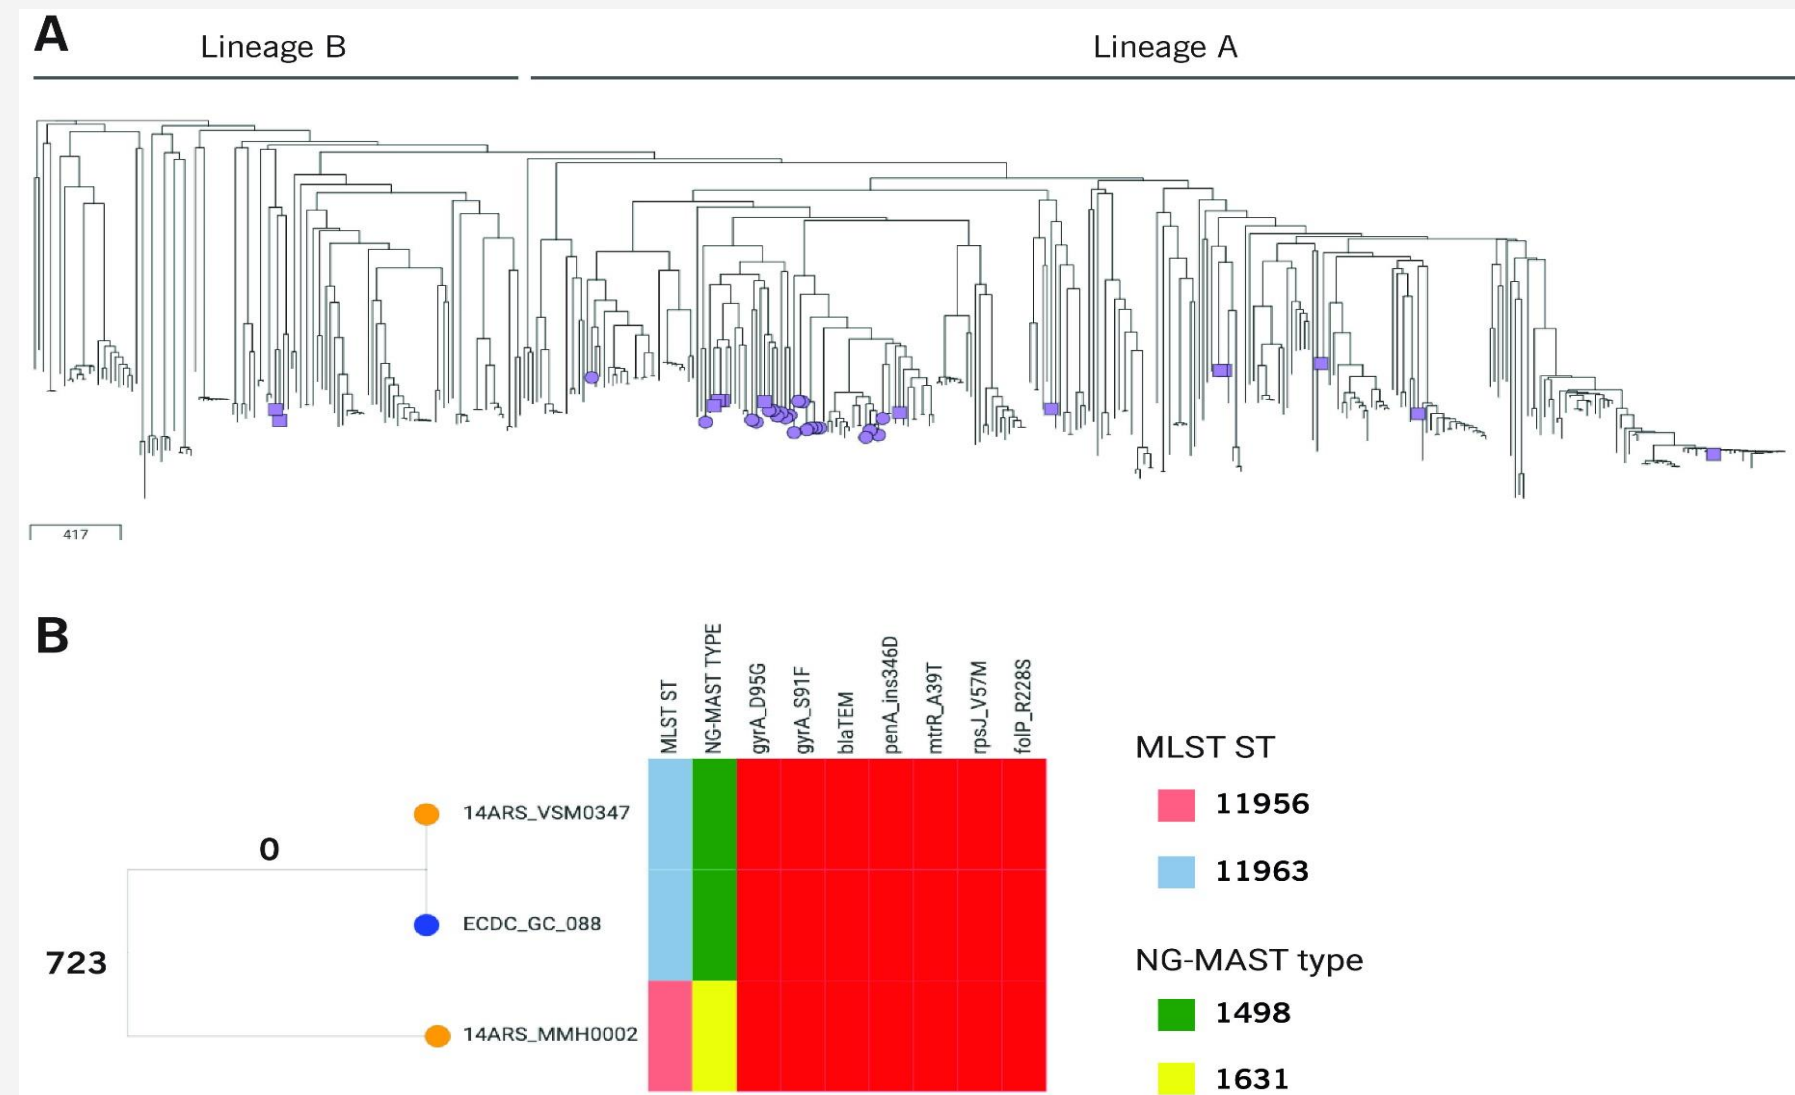 A
Lineage B
Lineage A
417
B
MLST ST
NG-MAST TYPE
gyrA_D95G
gyrA_S91F
blaTEM
penA_ins346D
mtrR_A39T
rpsJ_V57M
folP_R228S
14ARS_VSM0347
0
ECDC_GC_088
723
14ARS_MMH0002
MLST ST
11956
11963
NG-MAST type
1498
1631